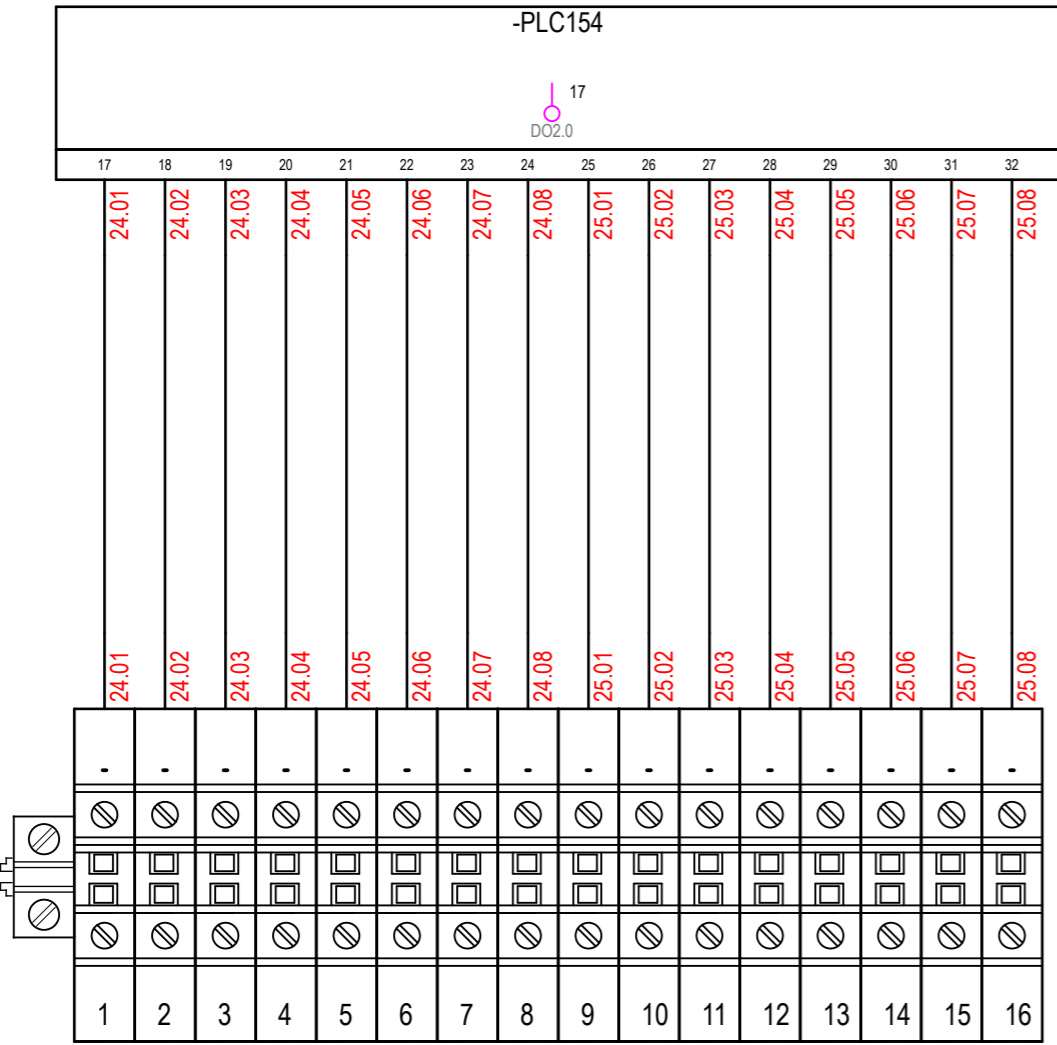 -PLC154
17
DO2.0
17 18 19 20 21 22 23 24 25 26 27 28 29 30 31 32
24.01 24.02 24.03 24.04 24.05 24.06 24.07 24.08 25.01 25.02 25.03 25.04 25.05 25.06 25.07 25.08
24.01 24.02 24.03 24.04 24.05 24.06 24.07 24.08 25.01 25.02 25.03 25.04 25.05 25.06 25.07 25.08
- - - - - - - - - - - - - - - -
1 2 3 4 5 6 7 8 9 10 11 12 13 14 15 16